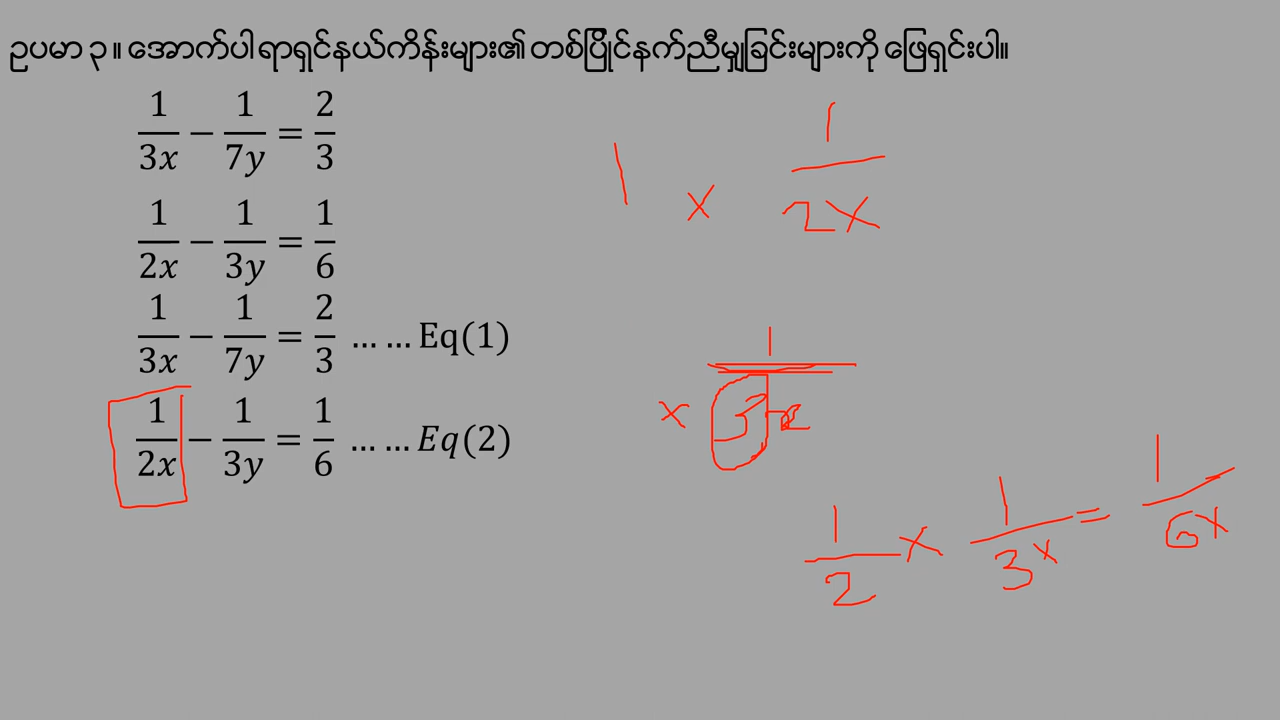 ဥပမာ ၃ ။ အောက်ပါ ရာရှင်နယ်ကိန်းများ၏ တစ်ပြိုင်နက်ညီမျှခြင်းများကို ဖြေရှင်းပါ။
1/3x − 1/7y = 2/3
1/2x − 1/3y = 1/6
1/3x − 1/7y = 2/3 … … Eq(1)
1/2x − 1/3y = 1/6 … … Eq(2)
1 × 1/2x
1/2 × 1/3x = 1/6x